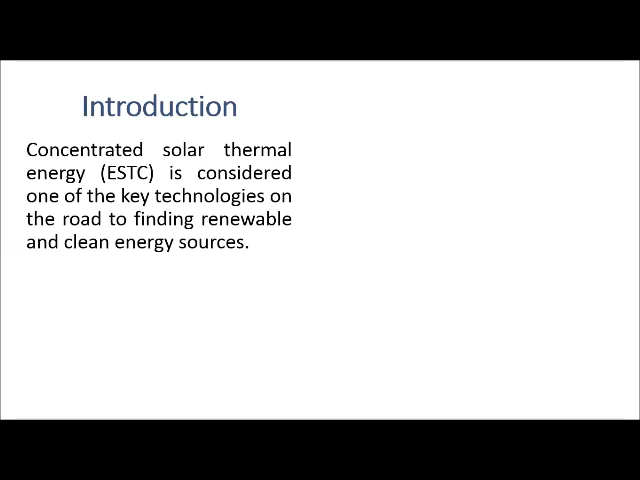 Introduction
Concentrated solar thermal
energy (ESTC) is considered
one of the key technologies on
the road to finding renewable
and clean energy sources.